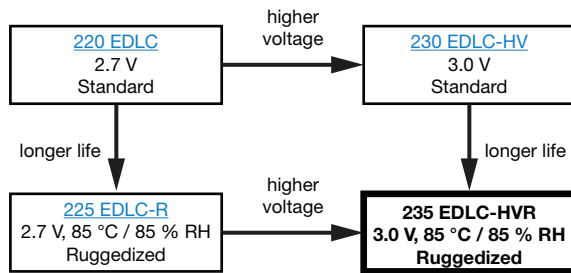 220 EDLC
2.7 V
Standard
higher
voltage
230 EDLC-HV
3.0 V
Standard
longer life
longer life
225 EDLC-R
2.7 V, 85 °C / 85 % RH
Ruggedized
higher
voltage
235 EDLC-HVR
3.0 V, 85 °C / 85 % RH
Ruggedized